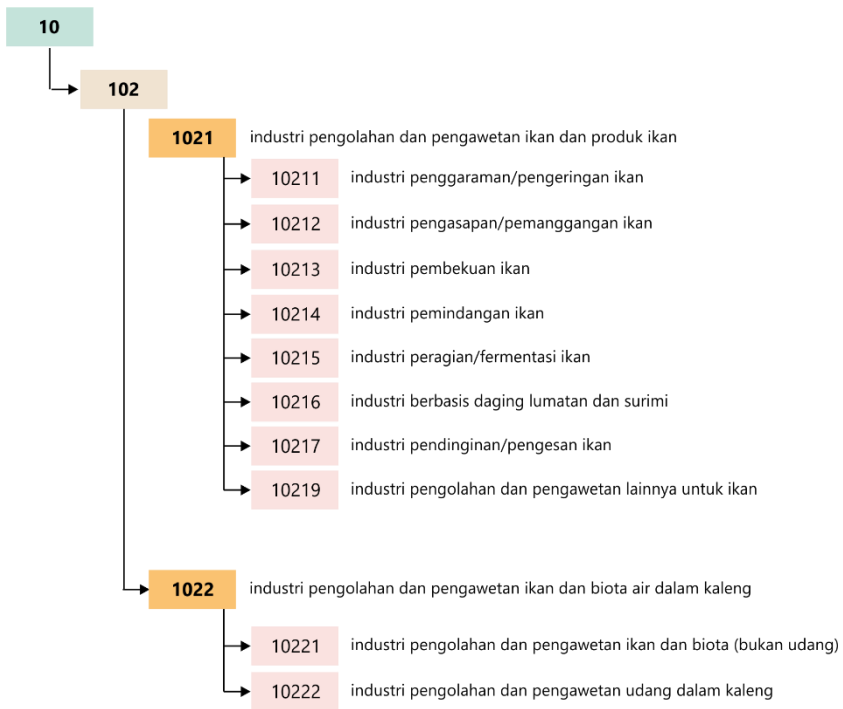 10
102
1021 industri pengolahan dan pengawetan ikan dan produk ikan
10211 industri penggaraman/pengeringan ikan
10212 industri pengasapan/pemanggangan ikan
10213 industri pembekuan ikan
10214 industri pemindangan ikan
10215 industri peragian/fermentasi ikan
10216 industri berbasis daging lumatan dan surimi
10217 industri pendinginan/pengesan ikan
10219 industri pengolahan dan pengawetan lainnya untuk ikan
1022 industri pengolahan dan pengawetan ikan dan biota air dalam kaleng
10221 industri pengolahan dan pengawetan ikan dan biota (bukan udang)
10222 industri pengolahan dan pengawetan udang dalam kaleng